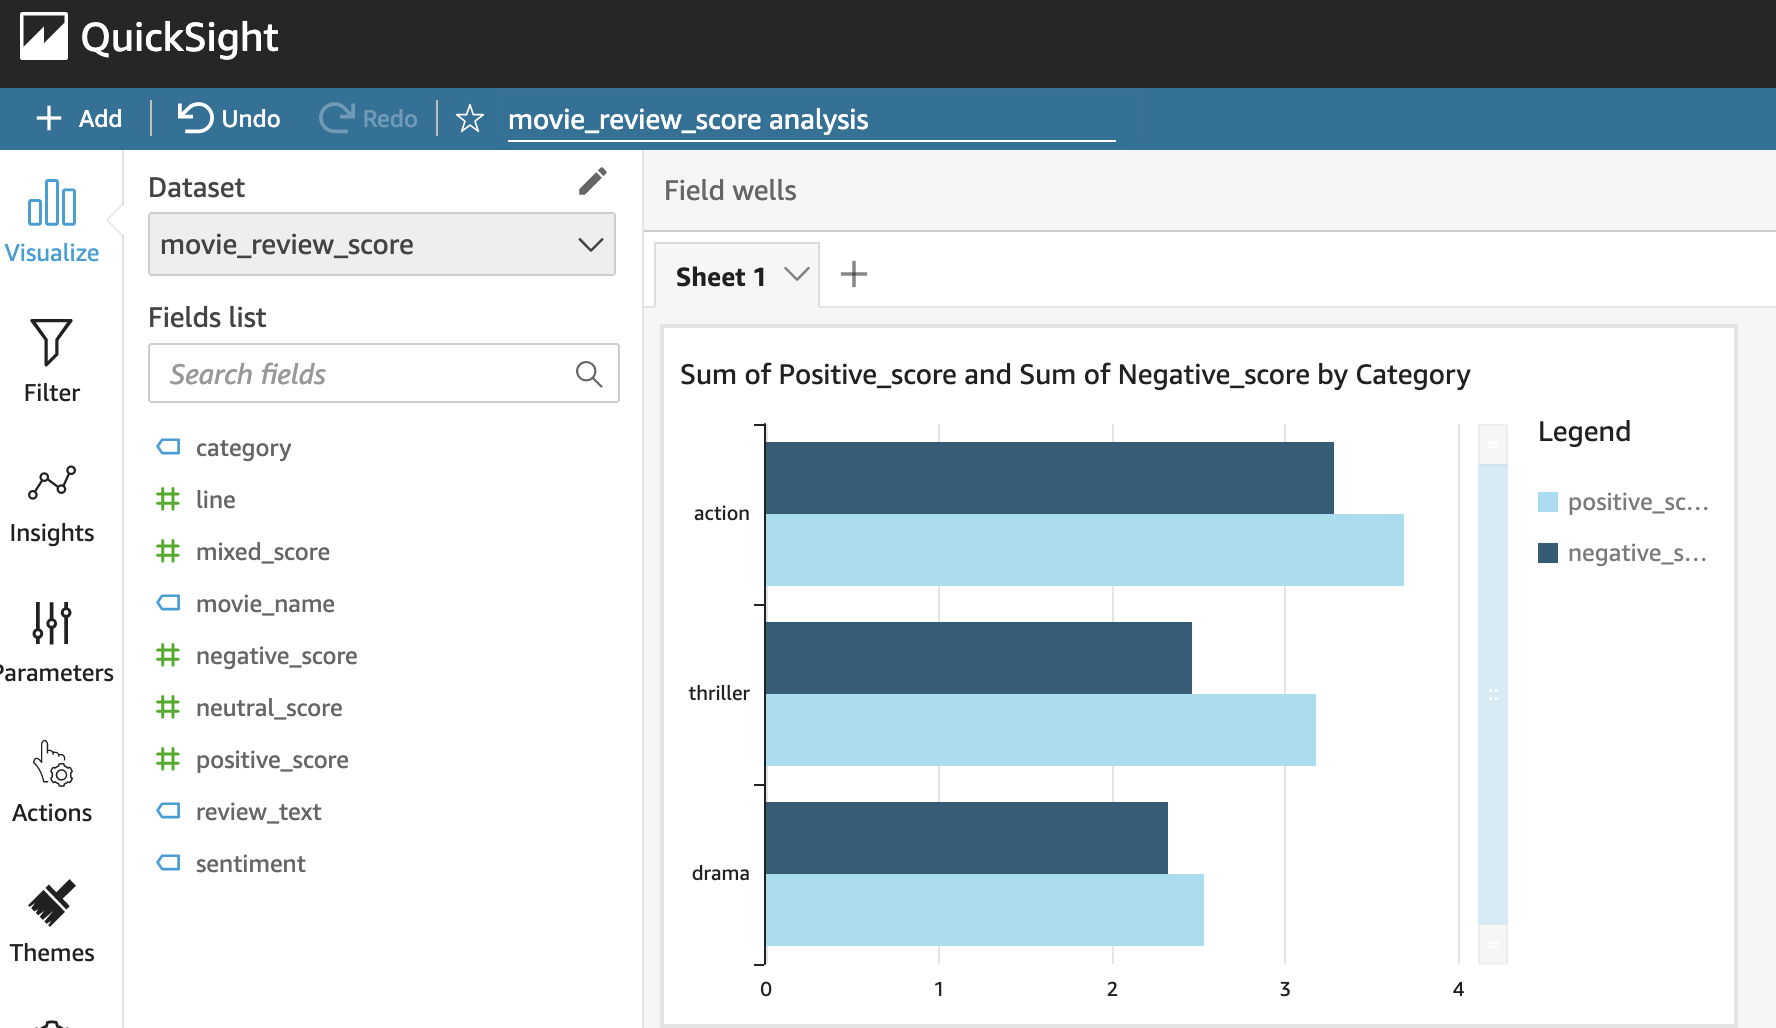 QuickSight
Add
Undo
Redo
movie_review_score analysis
Visualize
Filter
Insights
Parameters
Actions
Themes
Dataset
movie_review_score
Fields list
Search fields
category
line
mixed_score
movie_name
negative_score
neutral_score
positive_score
review_text
sentiment
Field wells
Sheet 1
Sum of Positive_score and Sum of Negative_score by Category
action
thriller
drama
0 1 2 3 4
Legend
positive_sc...
negative_s...